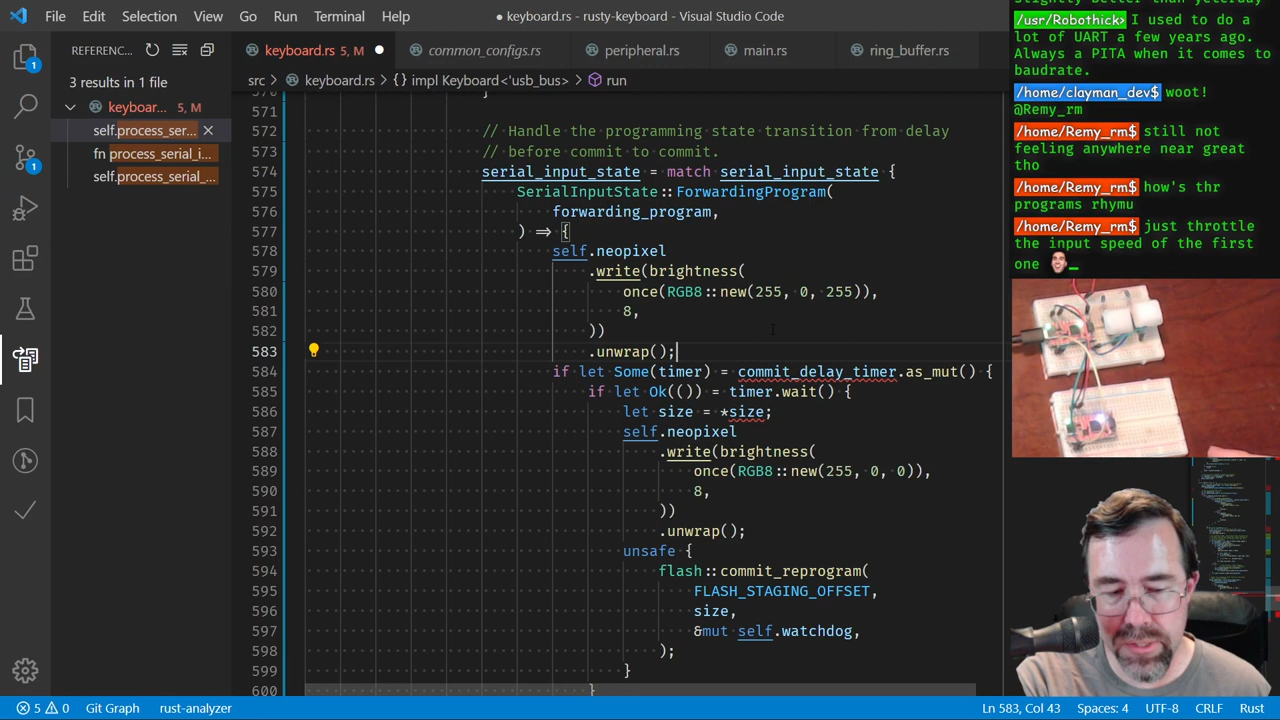 File Edit Selection View Go Run Terminal Help
● keyboard.rs - rusty-keyboard - Visual Studio Code
REFERENC...
keyboard.rs 5, M ●
common_configs.rs
peripheral.rs
main.rs
ring_buffer.rs
3 results in 1 file
src > keyboard.rs > {} impl Keyboard<'usb_bus> > run
keyboar... 5, M
self.process_ser... ×
fn process_serial_i...
self.process_serial_...
571
572 // Handle the programming state transition from delay
573 // before commit to commit.
574 serial_input_state = match serial_input_state {
575 SerialInputState::ForwardingProgram(
576 forwarding_program,
577 ) => {
578 self.neopixel
579 .write(brightness(
580 once(RGB8::new(255, 0, 255)),
581 8,
582 ))
583 .unwrap();
584 if let Some(timer) = commit_delay_timer.as_mut() {
585 if let Ok(()) = timer.wait() {
586 let size = *size;
587 self.neopixel
588 .write(brightness(
589 once(RGB8::new(255, 0, 0)),
590 8,
591 ))
592 .unwrap();
593 unsafe {
594 flash::commit_reprogram(
595 FLASH_STAGING_OFFSET,
596 size,
597 &mut self.watchdog,
598 );
599 }
600 }
1
1
5 0 Git Graph rust-analyzer
Ln 583, Col 43 Spaces: 4 UTF-8 CRLF Rust
/usr/Robothick> I used to do a
lot of UART a few years ago.
Always a PITA when it comes to
baudrate.
/home/clayman_dev$ woot!
@Remy_rm
/home/Remy_rm$ still not
feeling anywhere near great
tho
/home/Remy_rm$ how's thr
programs rhymu
/home/Remy_rm$ just throttle
the input speed of the first
one